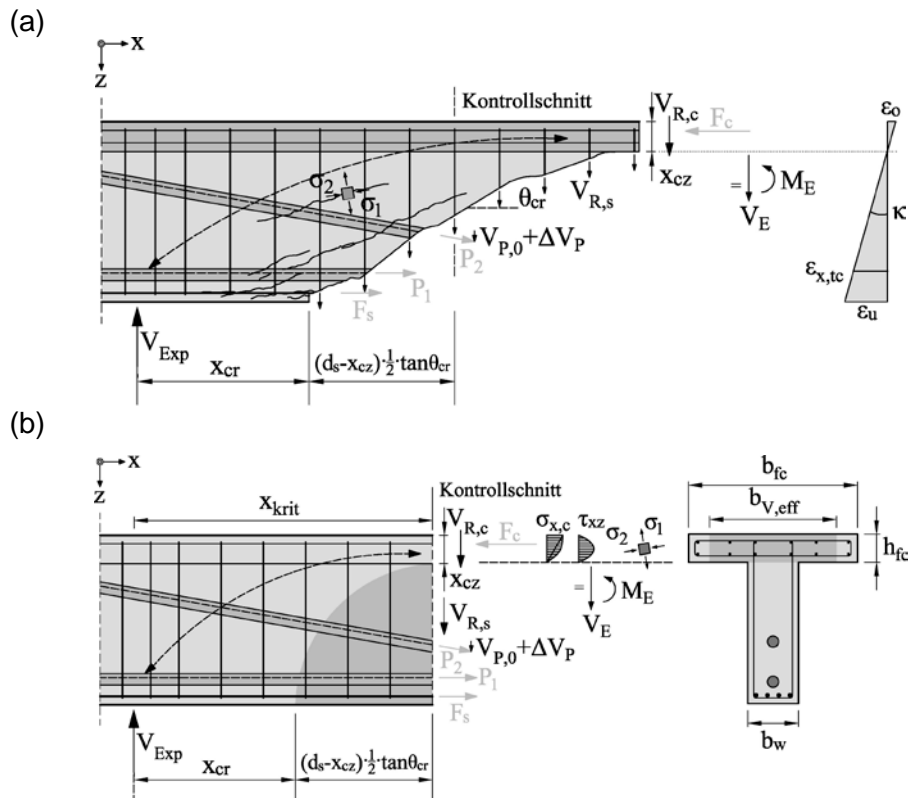 (a)
x
z
Kontrollschnitt
V_R,c
F_c
ε_o
σ_2
σ_1
θ_cr
V_R,s
x_cz
= M_E
V_E
κ
V_P,0+ΔV_P
P_2
P_1
F_s
ε_x,tc
ε_u
V_Exp
x_cr
(d_s-x_cz)·½·tanθ_cr
(b)
x
z
x_krit
Kontrollschnitt
V_R,c
F_c
σ_x,c τ_xz
σ_2 σ_1
b_fc
b_V,eff
h_fc
x_cz
= M_E
V_E
V_R,s
V_P,0+ΔV_P
P_2
P_1
F_s
V_Exp
x_cr
(d_s-x_cz)·½·tanθ_cr
b_w